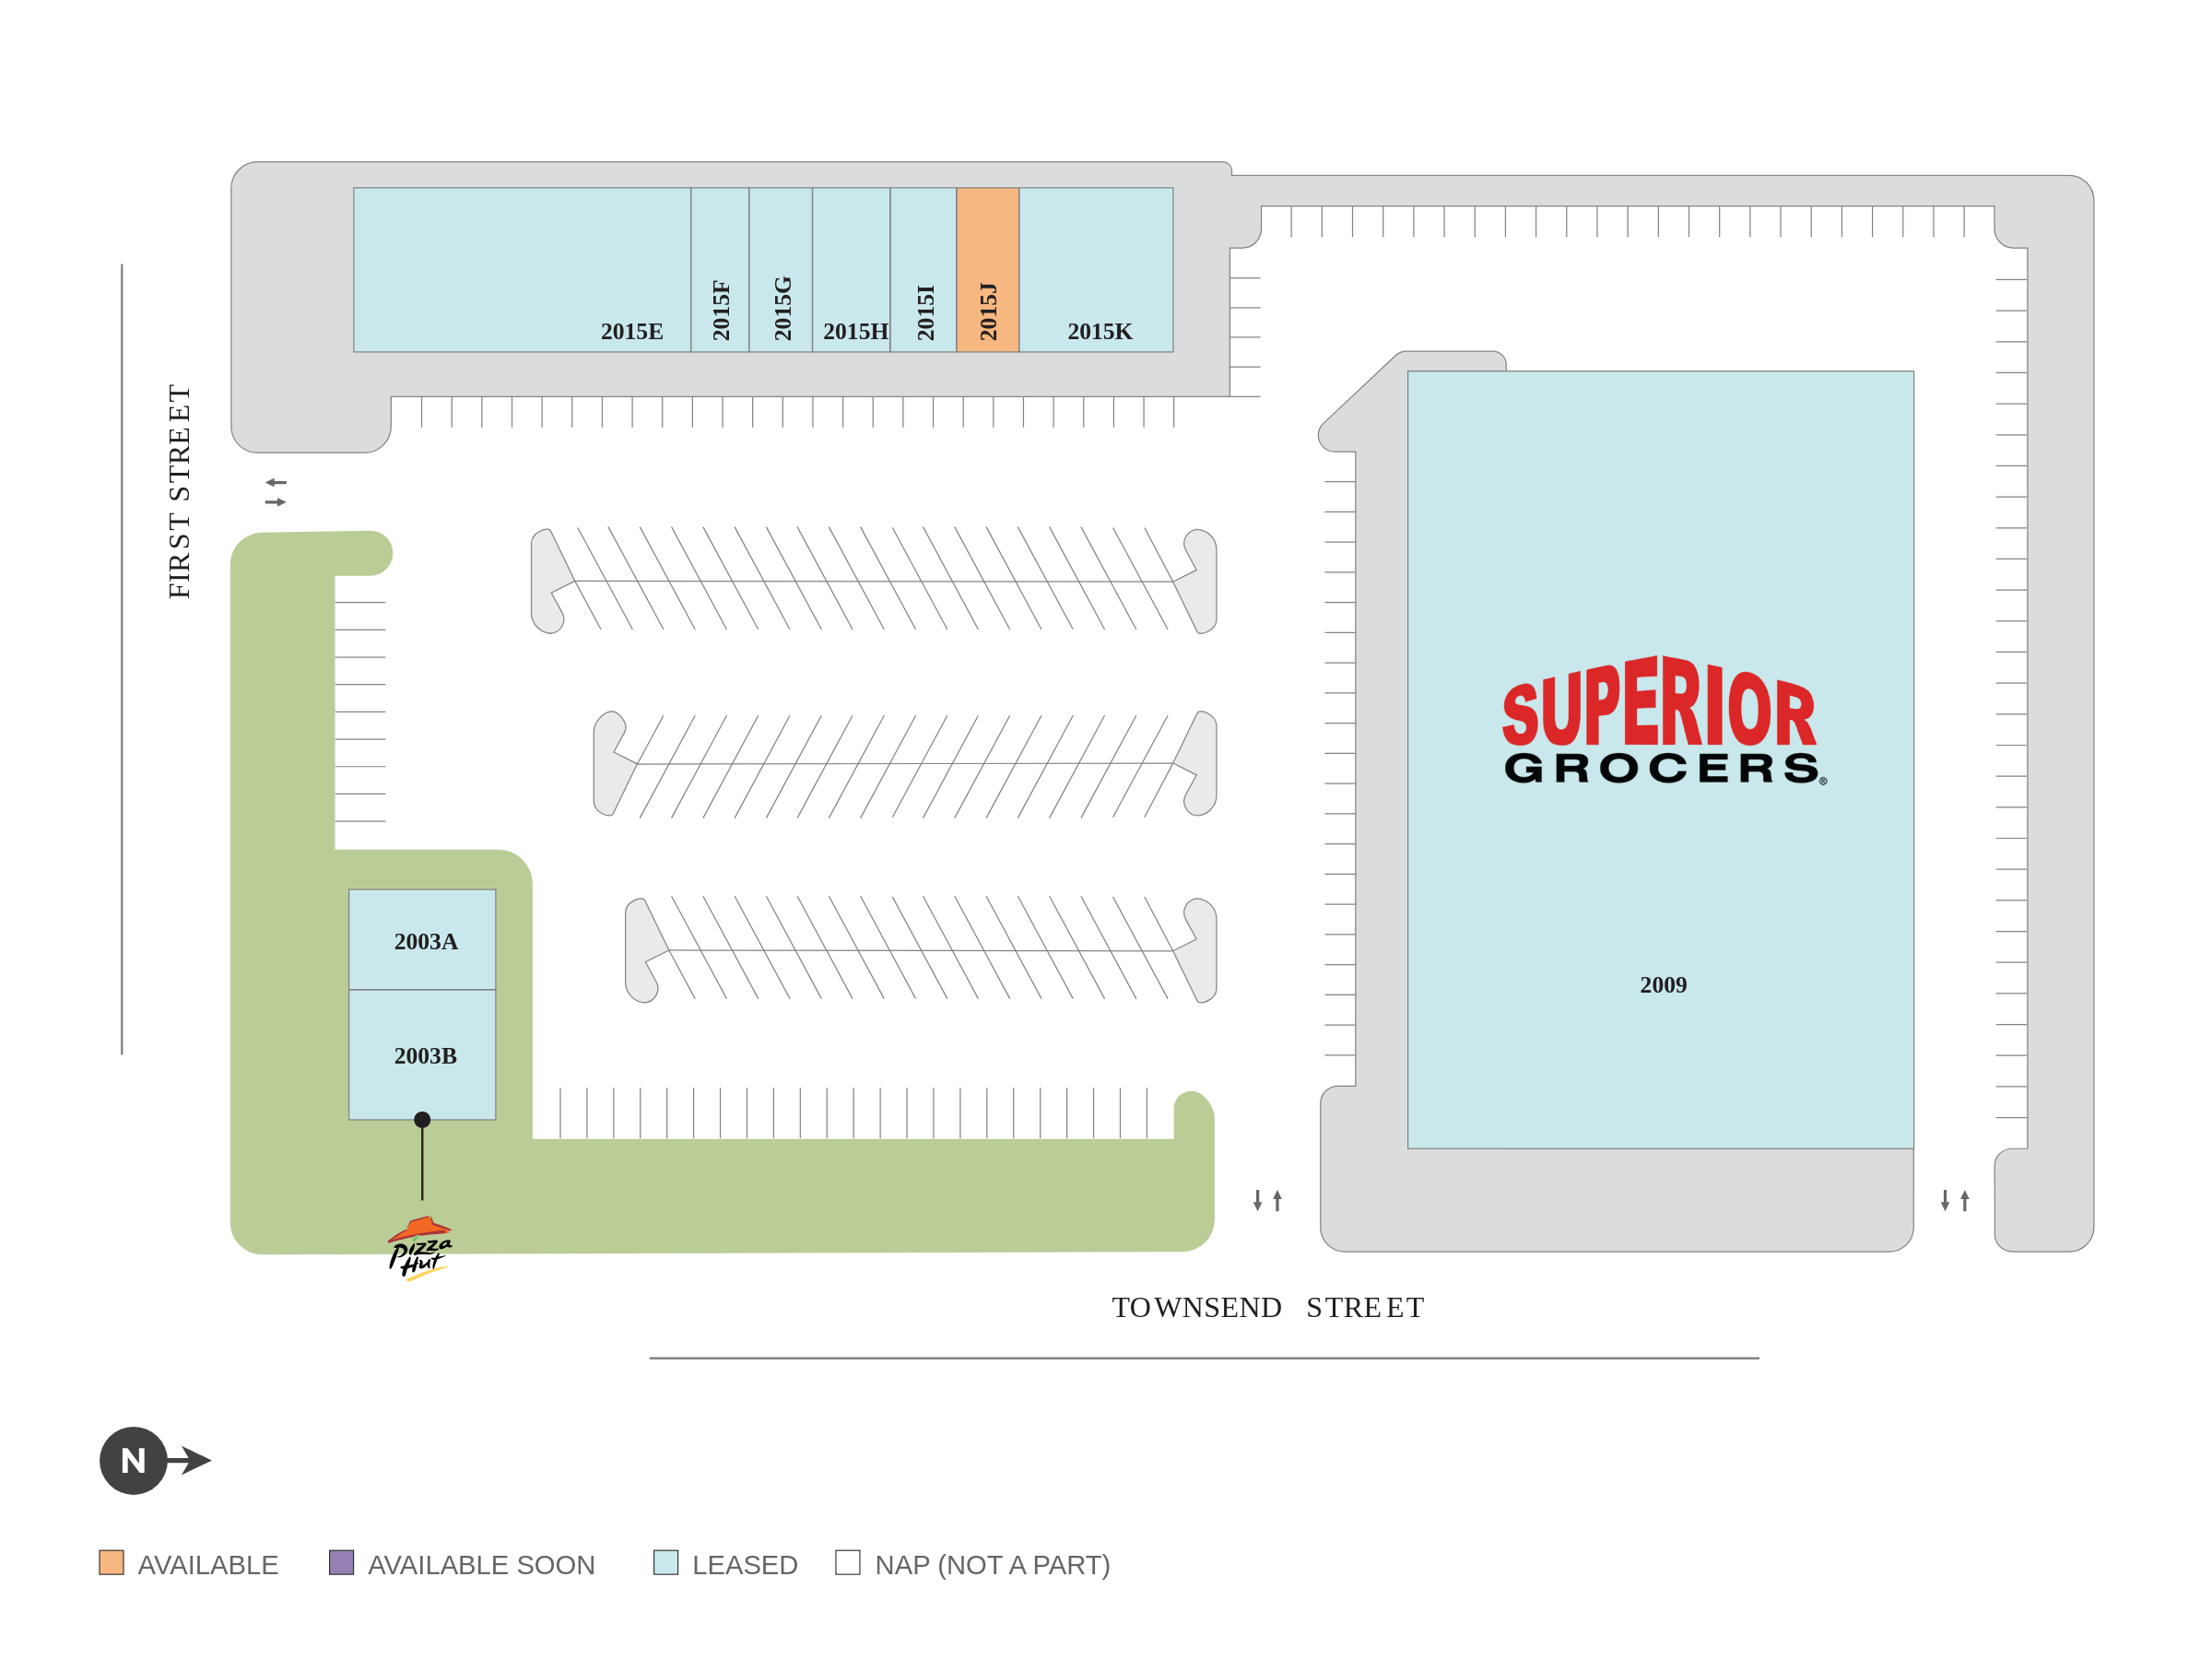 2015E
2015F
2015G
2015H
2015I
2015J
2015K
FIRST STREET
SUPERIOR
GROCERS®
2009
2003A
2003B
Pizza
Hut
TOWNSEND STREET
N
AVAILABLE
AVAILABLE SOON
LEASED
NAP (NOT A PART)